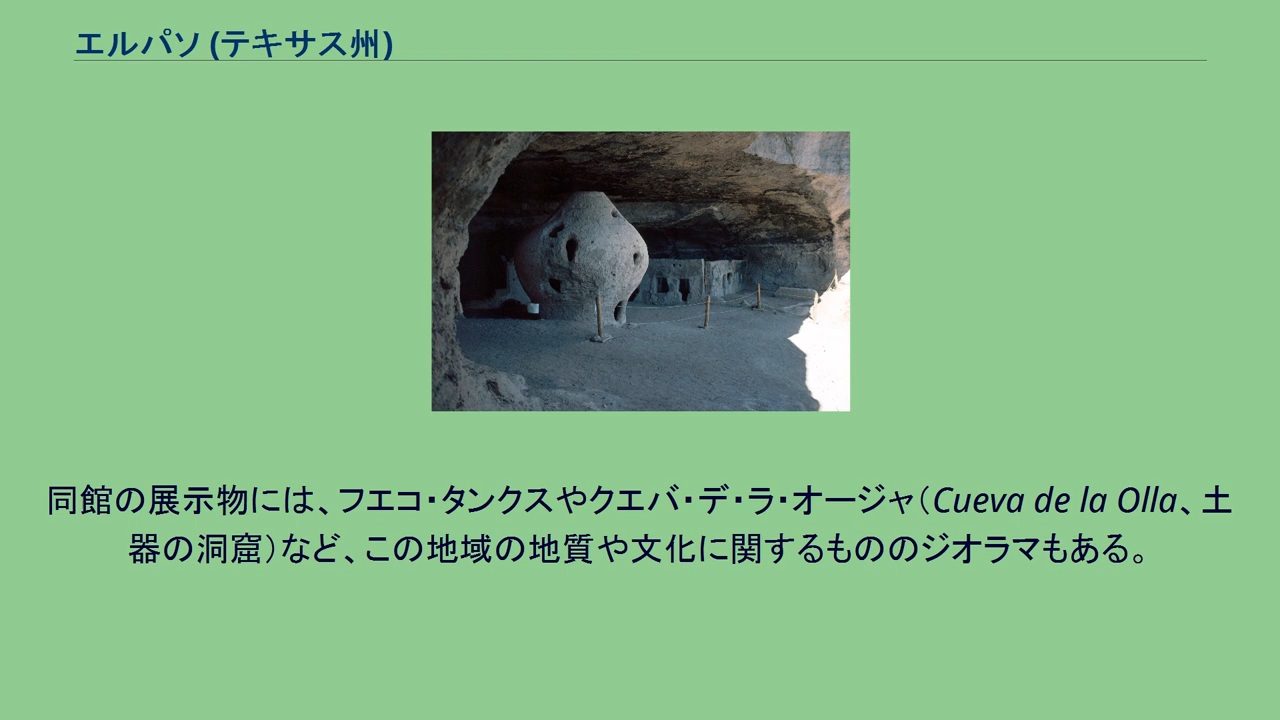 エルパソ (テキサス州)
同館の展示物には、フエコ・タンクスやクエバ・デ・ラ・オージャ（Cueva de la Olla、土
器の洞窟）など、この地域の地質や文化に関するもののジオラマもある。